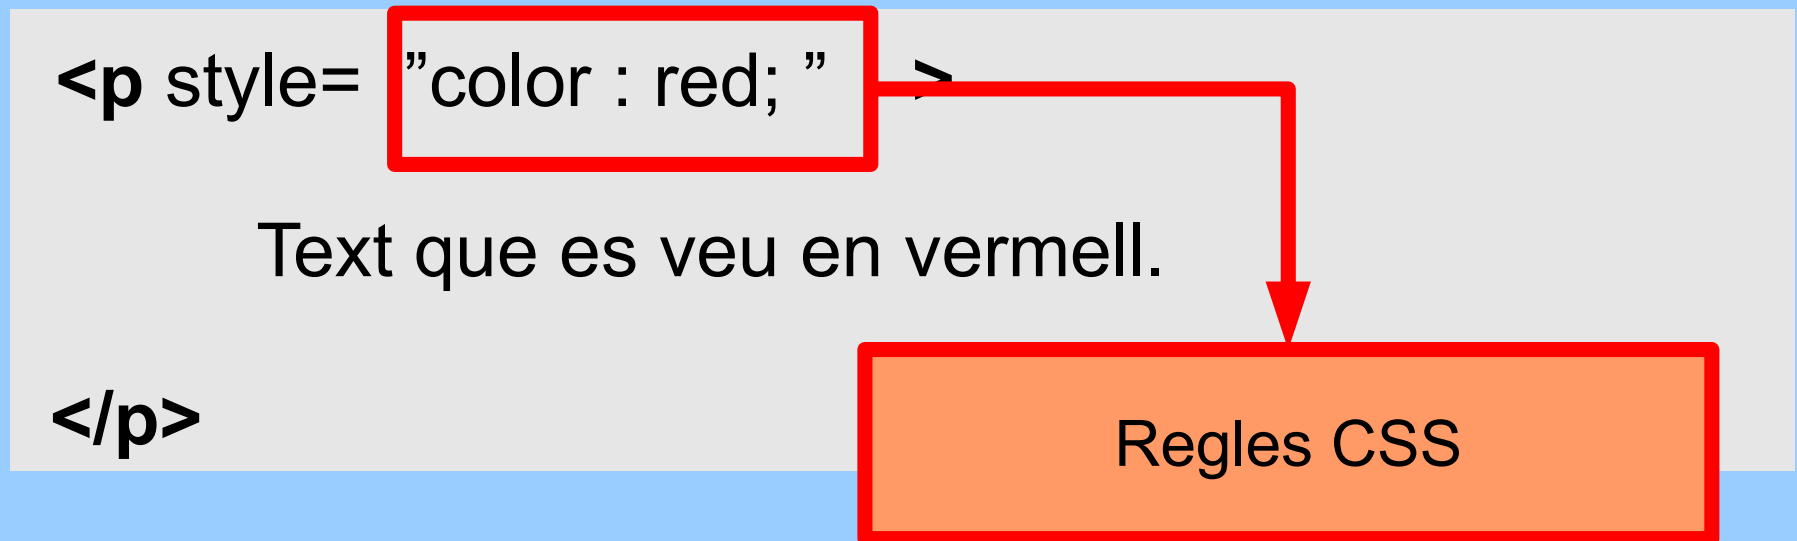 <p style= ”color : red; ” >
Text que es veu en vermell.
</p>
Regles CSS